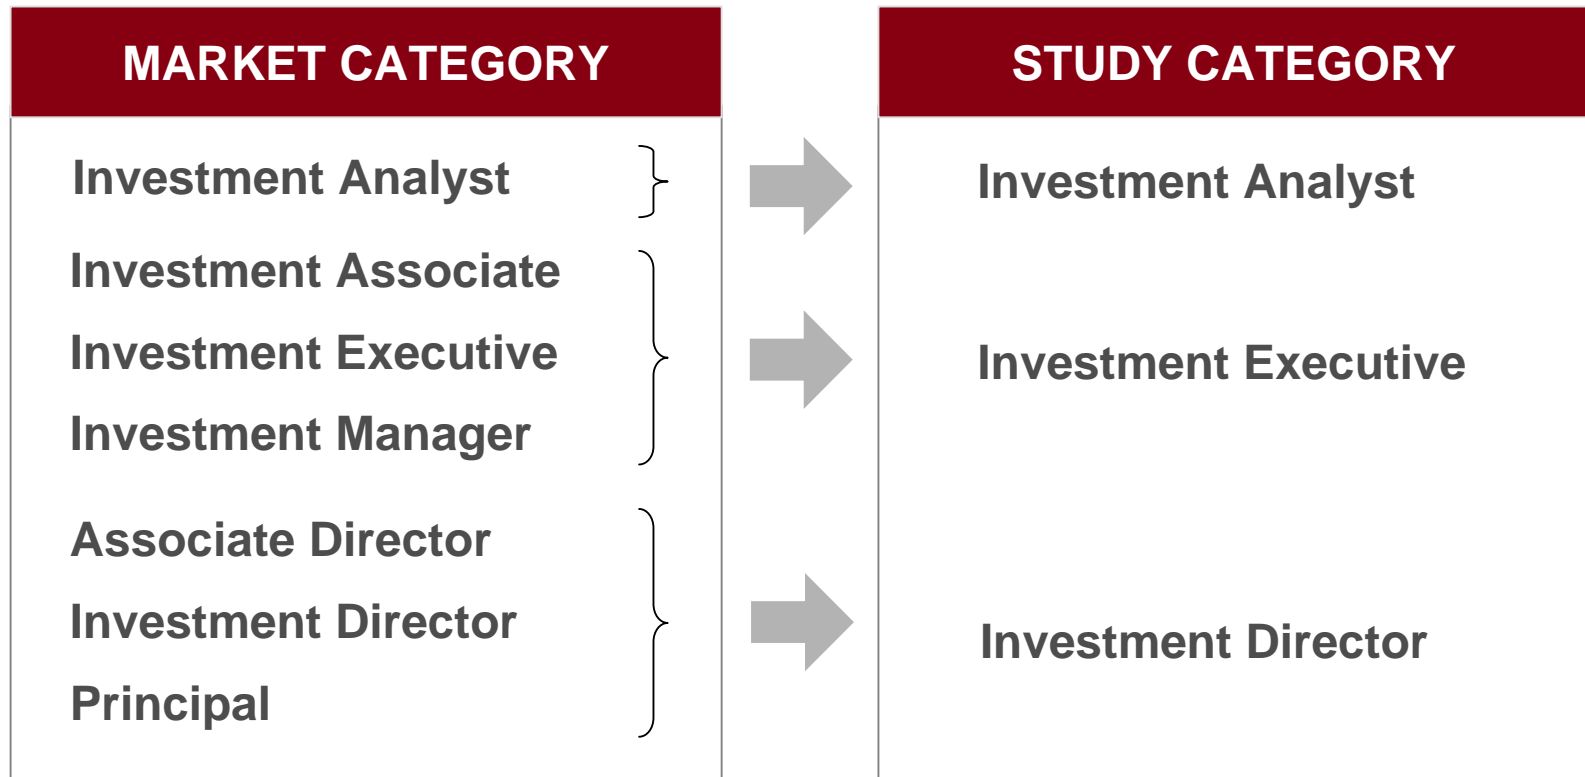 MARKET CATEGORY
Investment Analyst
Investment Associate
Investment Executive
Investment Manager
Associate Director
Investment Director
Principal
STUDY CATEGORY
Investment Analyst
Investment Executive
Investment Director